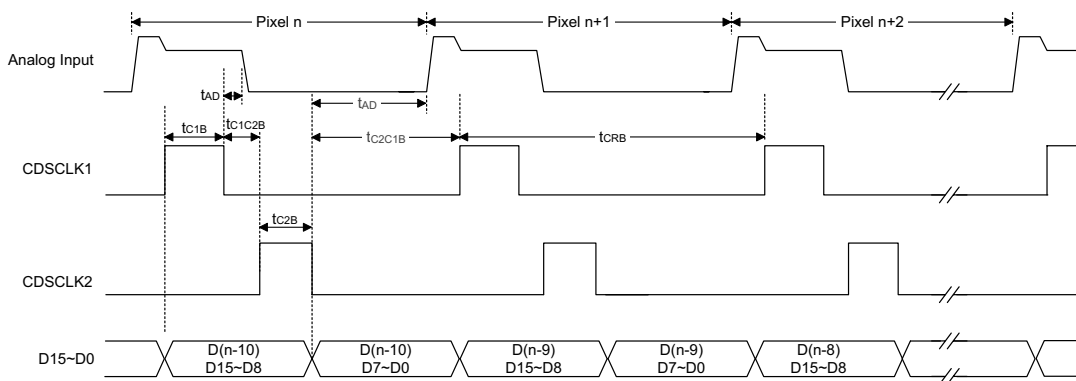 Pixel n
Pixel n+1
Pixel n+2
Analog Input
tAD
tAD
tC1B
tC1C2B
tC2C1B
tCRB
CDSCLK1
tC2B
CDSCLK2
D15~D0
D(n-10)
D15~D8
D(n-10)
D7~D0
D(n-9)
D15~D8
D(n-9)
D7~D0
D(n-8)
D15~D8